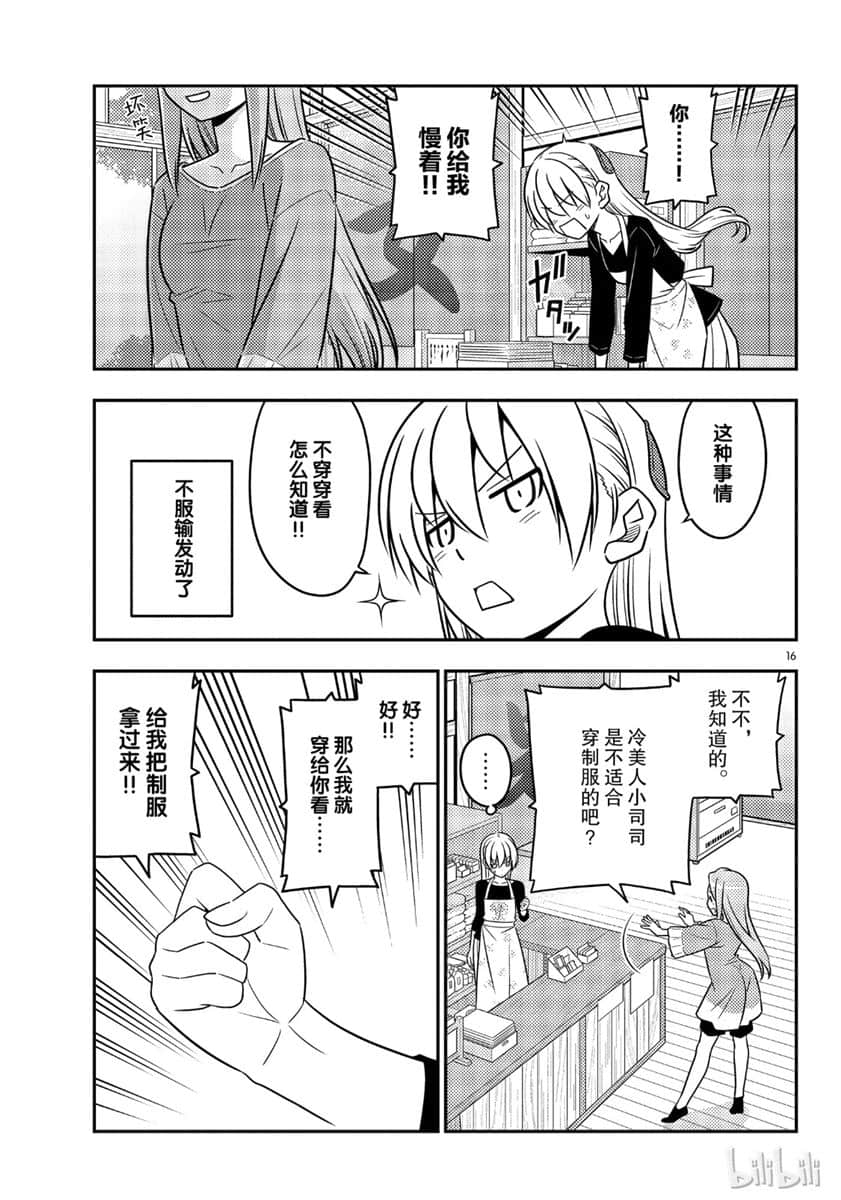 你……!
ガタッ
你给我
慢着!!
坏笑
这种事情
不穿穿看
怎么知道!!
不服输发动了
16
不不,
我知道的。
冷美人小司司
是不适合
穿制服的吧?
……
好……
好!!
那么我就
穿给你看……
给我把制服
拿过来!!
bilibili